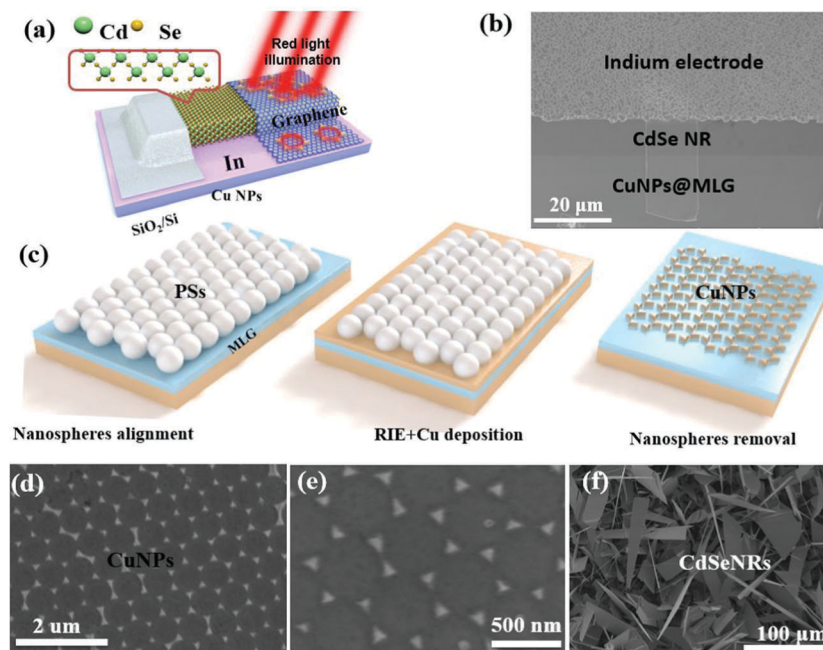 (a)
Cd Se
Red light
illumination
Graphene
In
Cu NPs
SiO₂/Si
(b)
Indium electrode
CdSe NR
CuNPs@MLG
20 µm
(c)
PSs
MLG
Nanospheres alignment
RIE+Cu deposition
CuNPs
Nanospheres removal
(d)
CuNPs
2 um
(e)
500 nm
(f)
CdSeNRs
100 µm